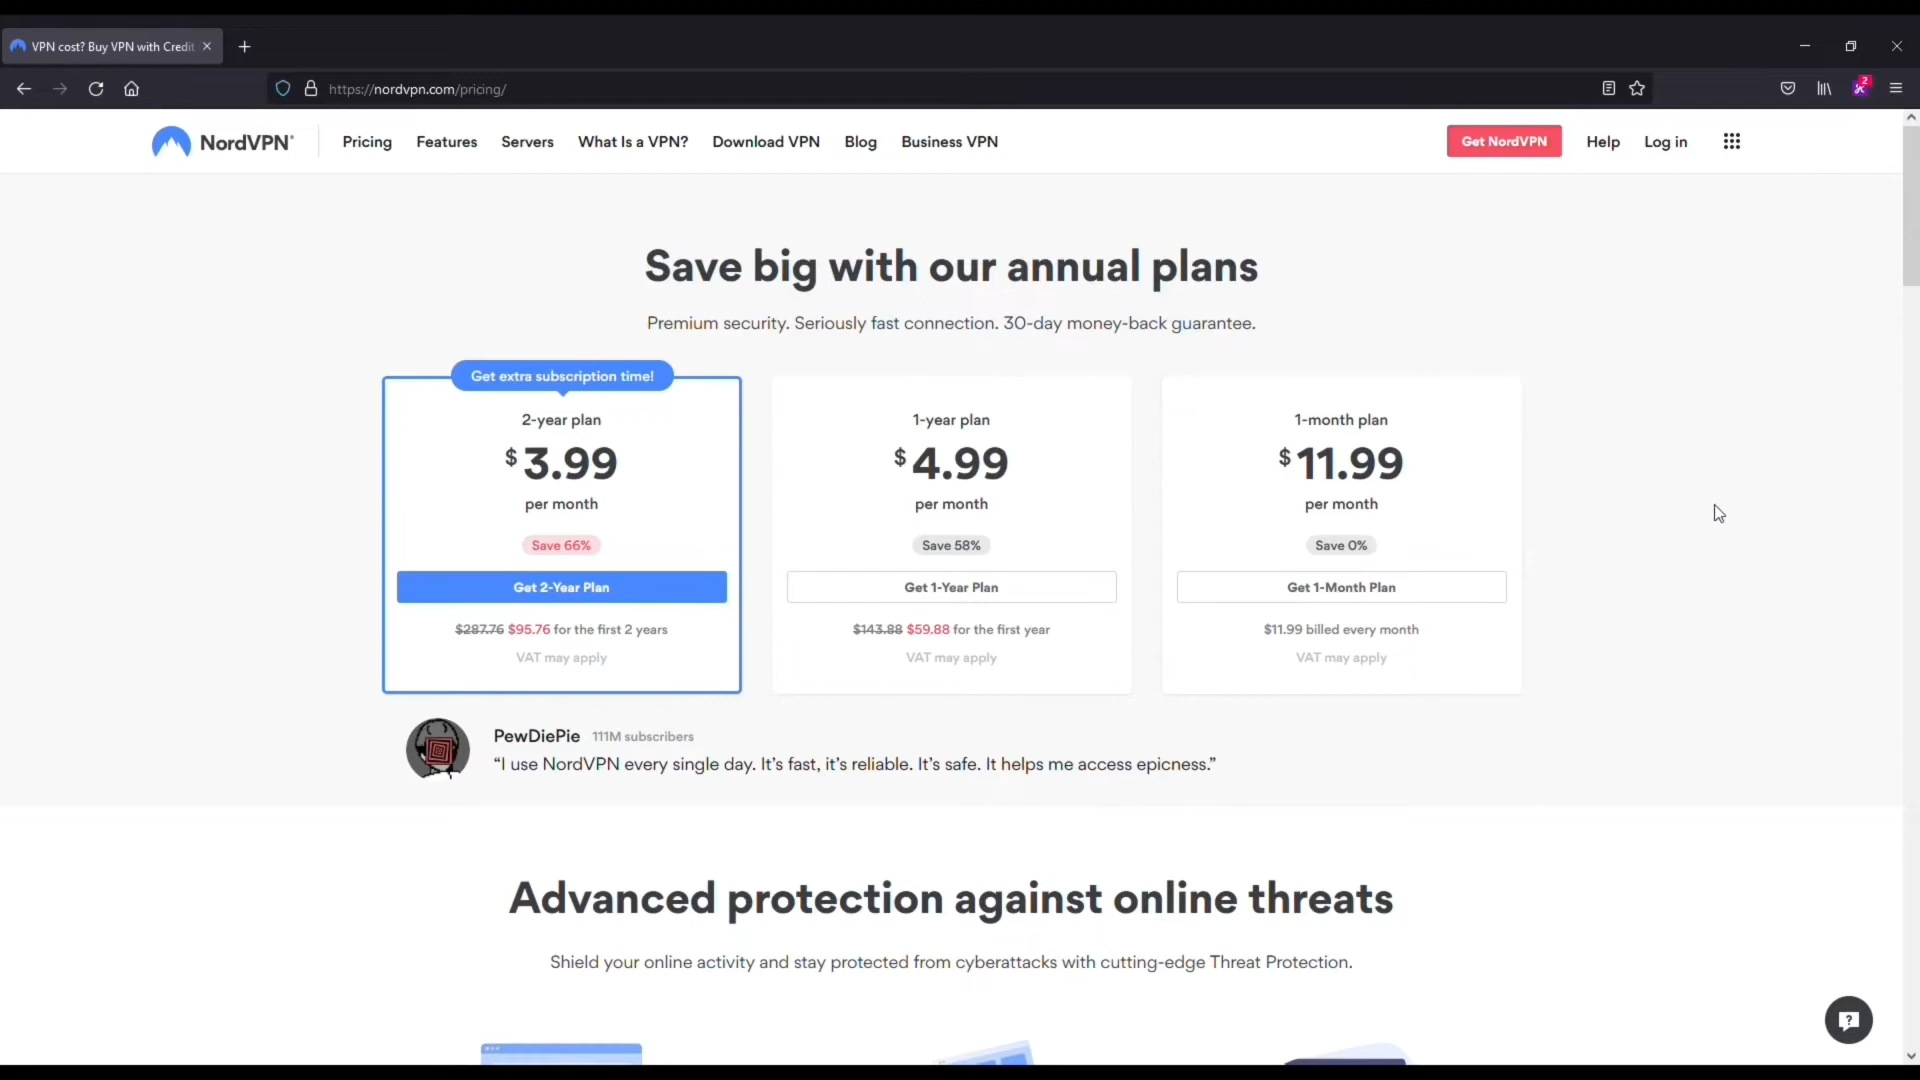 VPN cost? Buy VPN with Credit
https://nordvpn.com/pricing/
2
NordVPN®
Pricing
Features
Servers
What Is a VPN?
Download VPN
Blog
Business VPN
Get NordVPN
Help
Log in
Save big with our annual plans
Premium security. Seriously fast connection. 30-day money-back guarantee.
Get extra subscription time!
2-year plan
$3.99
per month
Save 66%
Get 2-Year Plan
$287.76 $95.76 for the first 2 years
VAT may apply
1-year plan
$4.99
per month
Save 58%
Get 1-Year Plan
$143.88 $59.88 for the first year
VAT may apply
1-month plan
$11.99
per month
Save 0%
Get 1-Month Plan
$11.99 billed every month
VAT may apply
PewDiePie 111M subscribers
“I use NordVPN every single day. It’s fast, it’s reliable. It’s safe. It helps me access epicness.”
Advanced protection against online threats
Shield your online activity and stay protected from cyberattacks with cutting-edge Threat Protection.
?